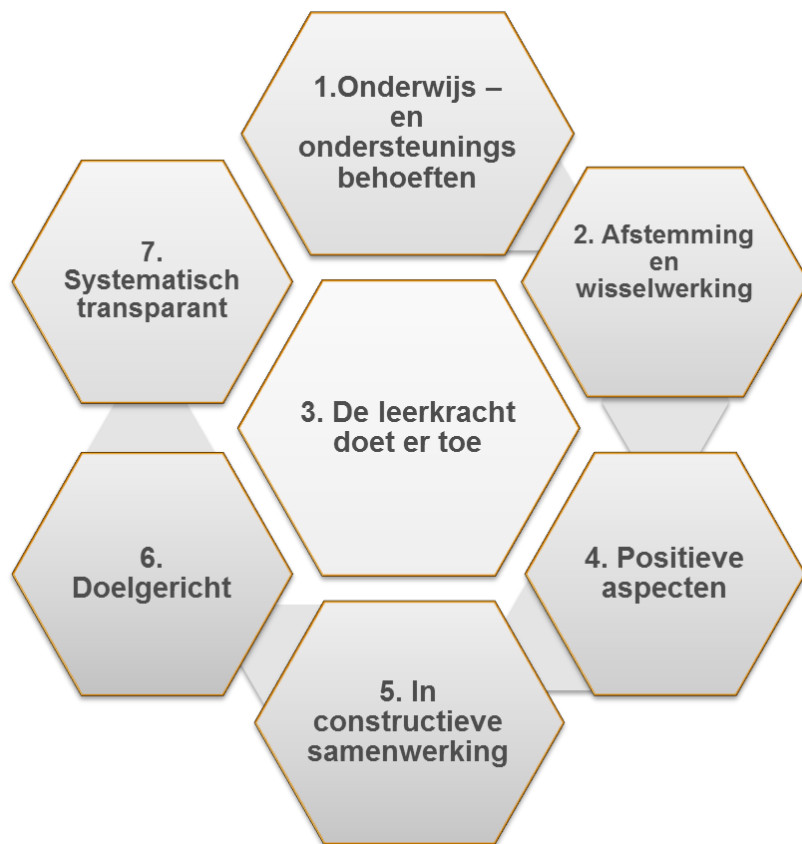 1.Onderwijs –
en
ondersteunings
behoeften
2. Afstemming
en
wisselwerking
3. De leerkracht
doet er toe
4. Positieve
aspecten
5. In
constructieve
samenwerking
6.
Doelgericht
7.
Systematisch
transparant